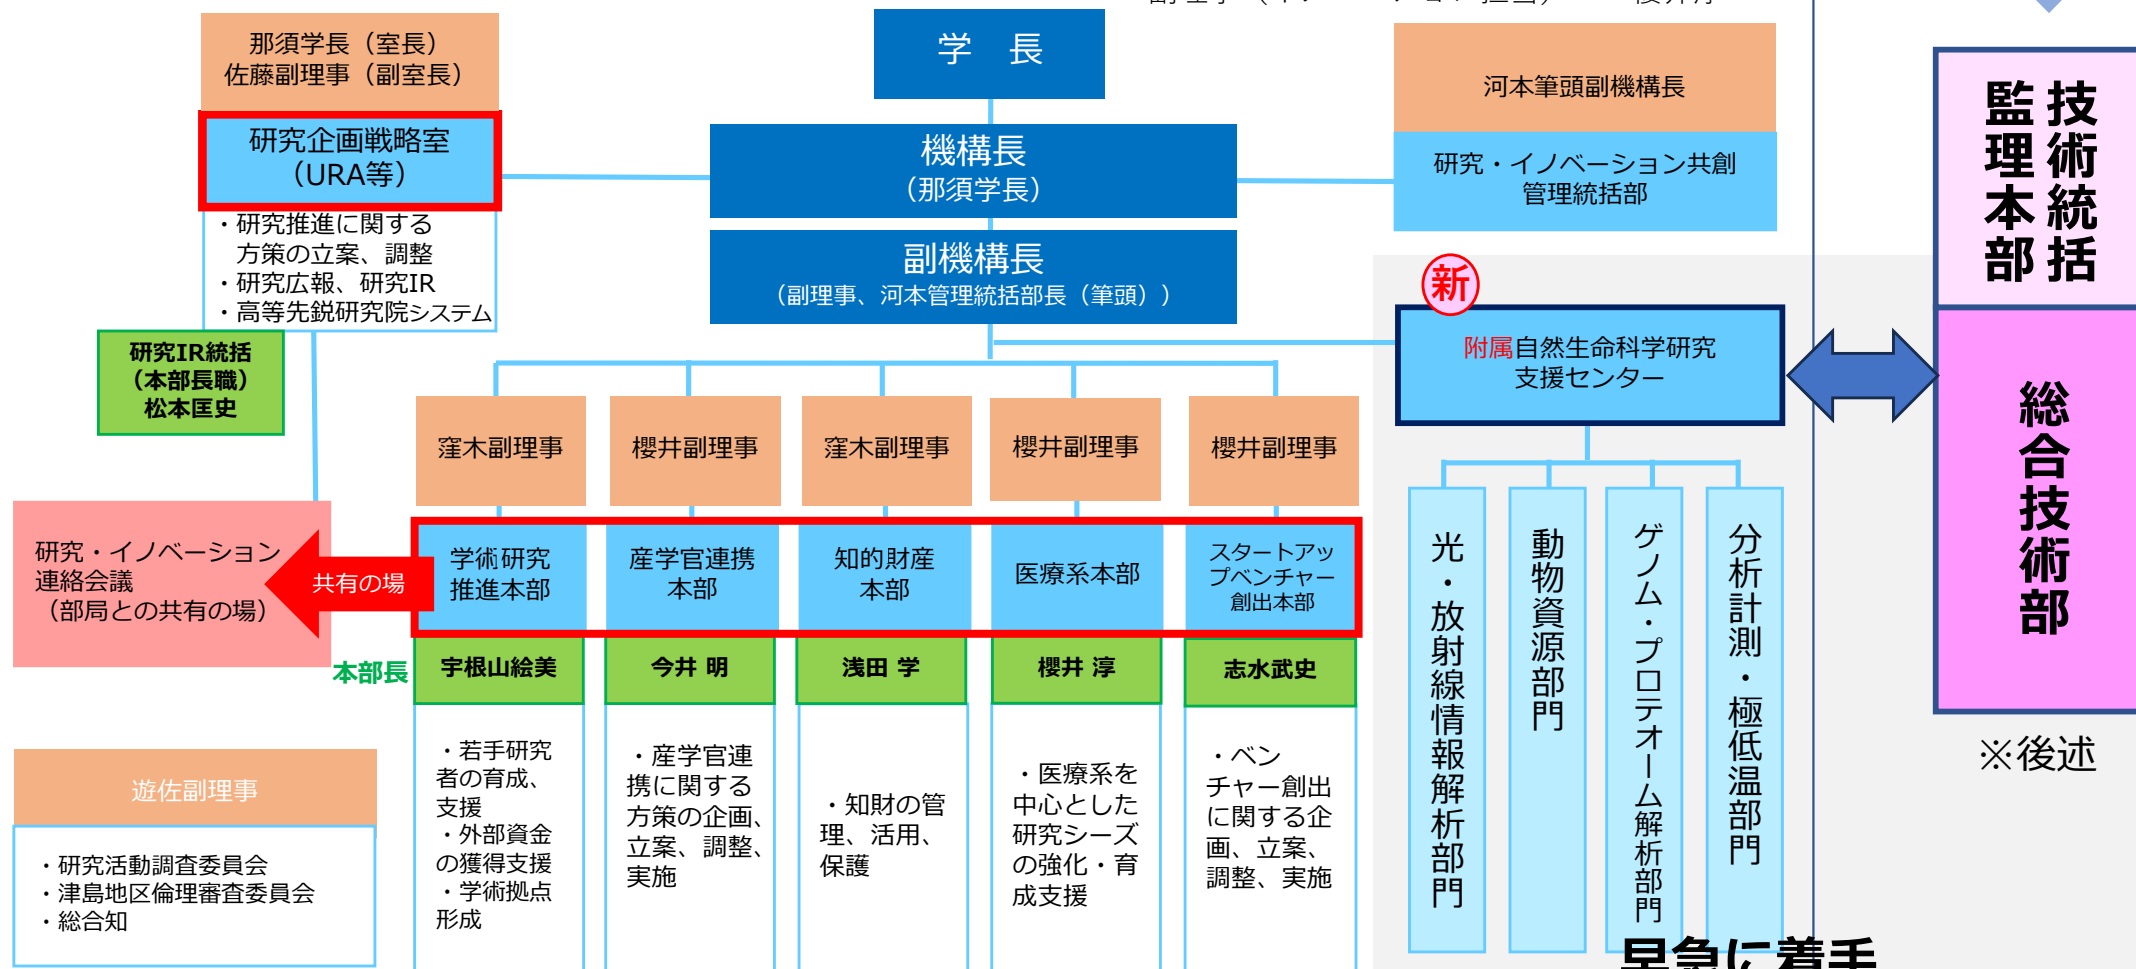 那須学長（室長）
佐藤副理事（副室長）
研究企画戦略室
（URA等）
・研究推進に関する
方策の立案、調整
・研究広報、研究IR
・高等先鋭研究院システム
研究IR統括
（本部長職）
松本匡史
学　長
機構長
（那須学長）
副機構長
（副理事、河本管理統括部長（筆頭））
河本筆頭副機構長
研究・イノベーション共創
管理統括部
新
附属自然生命科学研究
支援センター
技術統括
監理本部
総合技術部
※後述
窪木副理事
櫻井副理事
窪木副理事
櫻井副理事
櫻井副理事
研究・イノベーション
連絡会議
（部局との共有の場）
共有の場
学術研究
推進本部
産学官連携
本部
知的財産
本部
医療系本部
スタートアッ
プベンチャー
創出本部
本部長
宇根山絵美
今井 明
浅田 学
櫻井 淳
志水武史
・若手研究
者の育成、
支援
・外部資金
の獲得支援
・学術拠点
形成
・産学官連
携に関する
方策の企画、
立案、調整、
実施
・知財の管
理、活用、
保護
・医療系を
中心とした
研究シーズ
の強化・育
成支援
・ベン
チャー創出
に関する企
画、立案、
調整、実施
光・放射線情報解析部門
動物資源部門
ゲノム・プロテオーム解析部門
分析計測・極低温部門
遊佐副理事
・研究活動調査委員会
・津島地区倫理審査委員会
・総合知
早急に着手